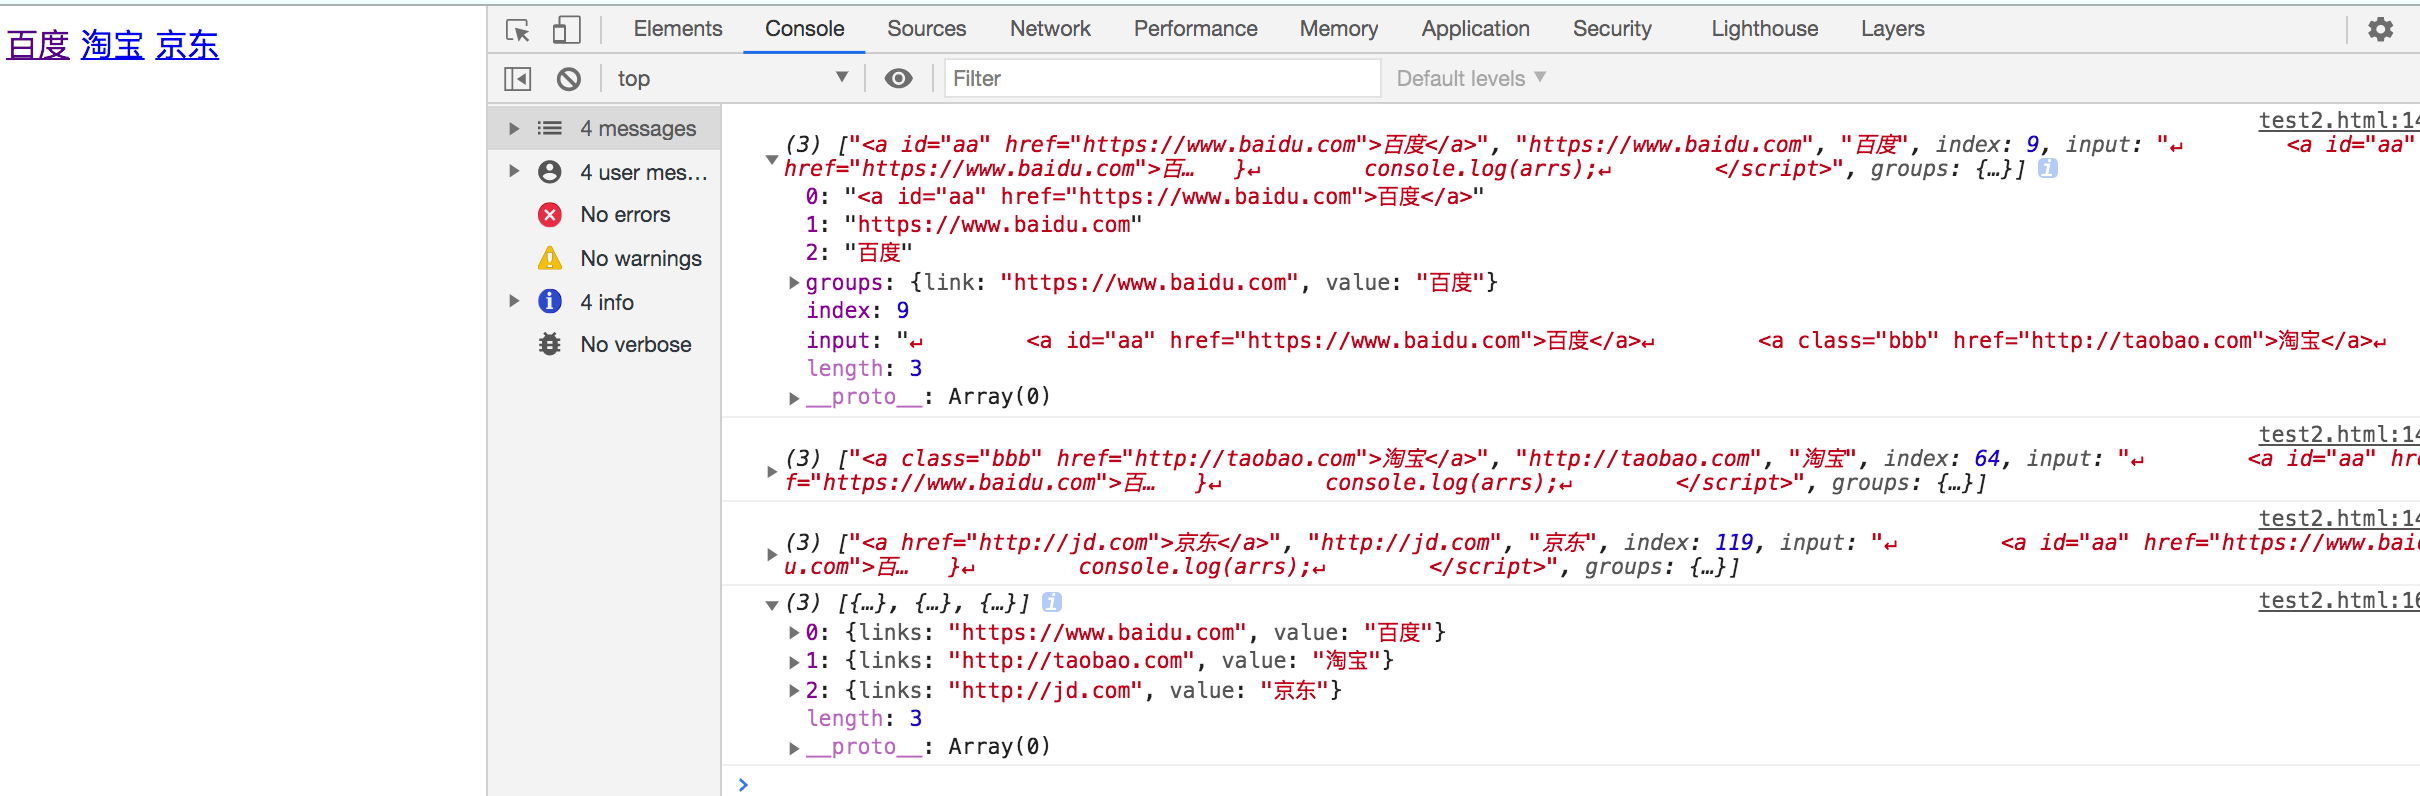 百度 淘宝 京东
Elements Console Sources Network Performance Memory Application Security Lighthouse Layers
top Filter Default levels
4 messages
4 user mes...
No errors
No warnings
4 info
No verbose
test2.html:14
(3) ["<a id="aa" href="https://www.baidu.com">百度</a>", "https://www.baidu.com", "百度", index: 9, input: "↵ <a id="aa"
href="https://www.baidu.com">百… }↵ console.log(arrs);↵ </script>", groups: {…}]
0: "<a id="aa" href="https://www.baidu.com">百度</a>"
1: "https://www.baidu.com"
2: "百度"
groups: {link: "https://www.baidu.com", value: "百度"}
index: 9
input: "↵ <a id="aa" href="https://www.baidu.com">百度</a>↵ <a class="bbb" href="http://taobao.com">淘宝</a>↵
length: 3
__proto__: Array(0)
test2.html:14
(3) ["<a class="bbb" href="http://taobao.com">淘宝</a>", "http://taobao.com", "淘宝", index: 64, input: "↵ <a id="aa" hre
f="https://www.baidu.com">百… }↵ console.log(arrs);↵ </script>", groups: {…}]
test2.html:14
(3) ["<a href="http://jd.com">京东</a>", "http://jd.com", "京东", index: 119, input: "↵ <a id="aa" href="https://www.bai
u.com">百… }↵ console.log(arrs);↵ </script>", groups: {…}]
test2.html:16
(3) [{…}, {…}, {…}]
0: {links: "https://www.baidu.com", value: "百度"}
1: {links: "http://taobao.com", value: "淘宝"}
2: {links: "http://jd.com", value: "京东"}
length: 3
__proto__: Array(0)